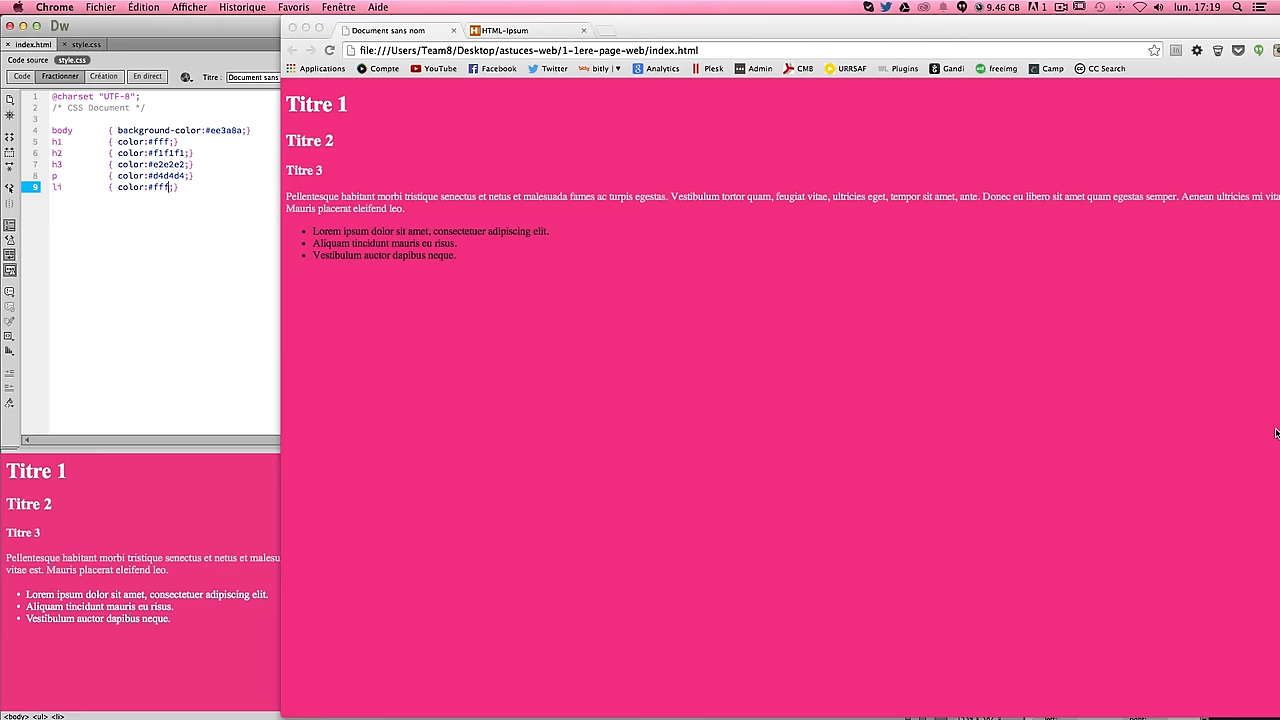 Chrome Fichier Édition Afficher Historique Favoris Fenêtre Aide 9.46 GB 1 lun. 17:19
Dw
index.html style.css
Code source style.css
Code Fractionner Création En direct Titre : Document sans
1 @charset "UTF-8";
2 /* CSS Document */
3
4 body { background-color:#ee3a8a;}
5 h1 { color:#fff;}
6 h2 { color:#f1f1f1;}
7 h3 { color:#e2e2e2;}
8 p { color:#d4d4d4;}
9 li { color:#fff;}
Titre 1
Titre 2
Titre 3
Pellentesque habitant morbi tristique senectus et netus et malesu
vitae est. Mauris placerat eleifend leo.
• Lorem ipsum dolor sit amet, consectetuer adipiscing elit.
• Aliquam tincidunt mauris eu risus.
• Vestibulum auctor dapibus neque.
<body> <ul> <li>
Document sans nom HTML-Ipsum
file:///Users/Team8/Desktop/astuces-web/1-1ere-page-web/index.html
Applications Compte YouTube Facebook Twitter bitly | ♥ Analytics Plesk Admin CMB URRSAF Plugins Gandi freeimg Camp CC Search
Titre 1
Titre 2
Titre 3
Pellentesque habitant morbi tristique senectus et netus et malesuada fames ac turpis egestas. Vestibulum tortor quam, feugiat vitae, ultricies eget, tempor sit amet, ante. Donec eu libero sit amet quam egestas semper. Aenean ultricies mi vita
Mauris placerat eleifend leo.
• Lorem ipsum dolor sit amet, consectetuer adipiscing elit.
• Aliquam tincidunt mauris eu risus.
• Vestibulum auctor dapibus neque.